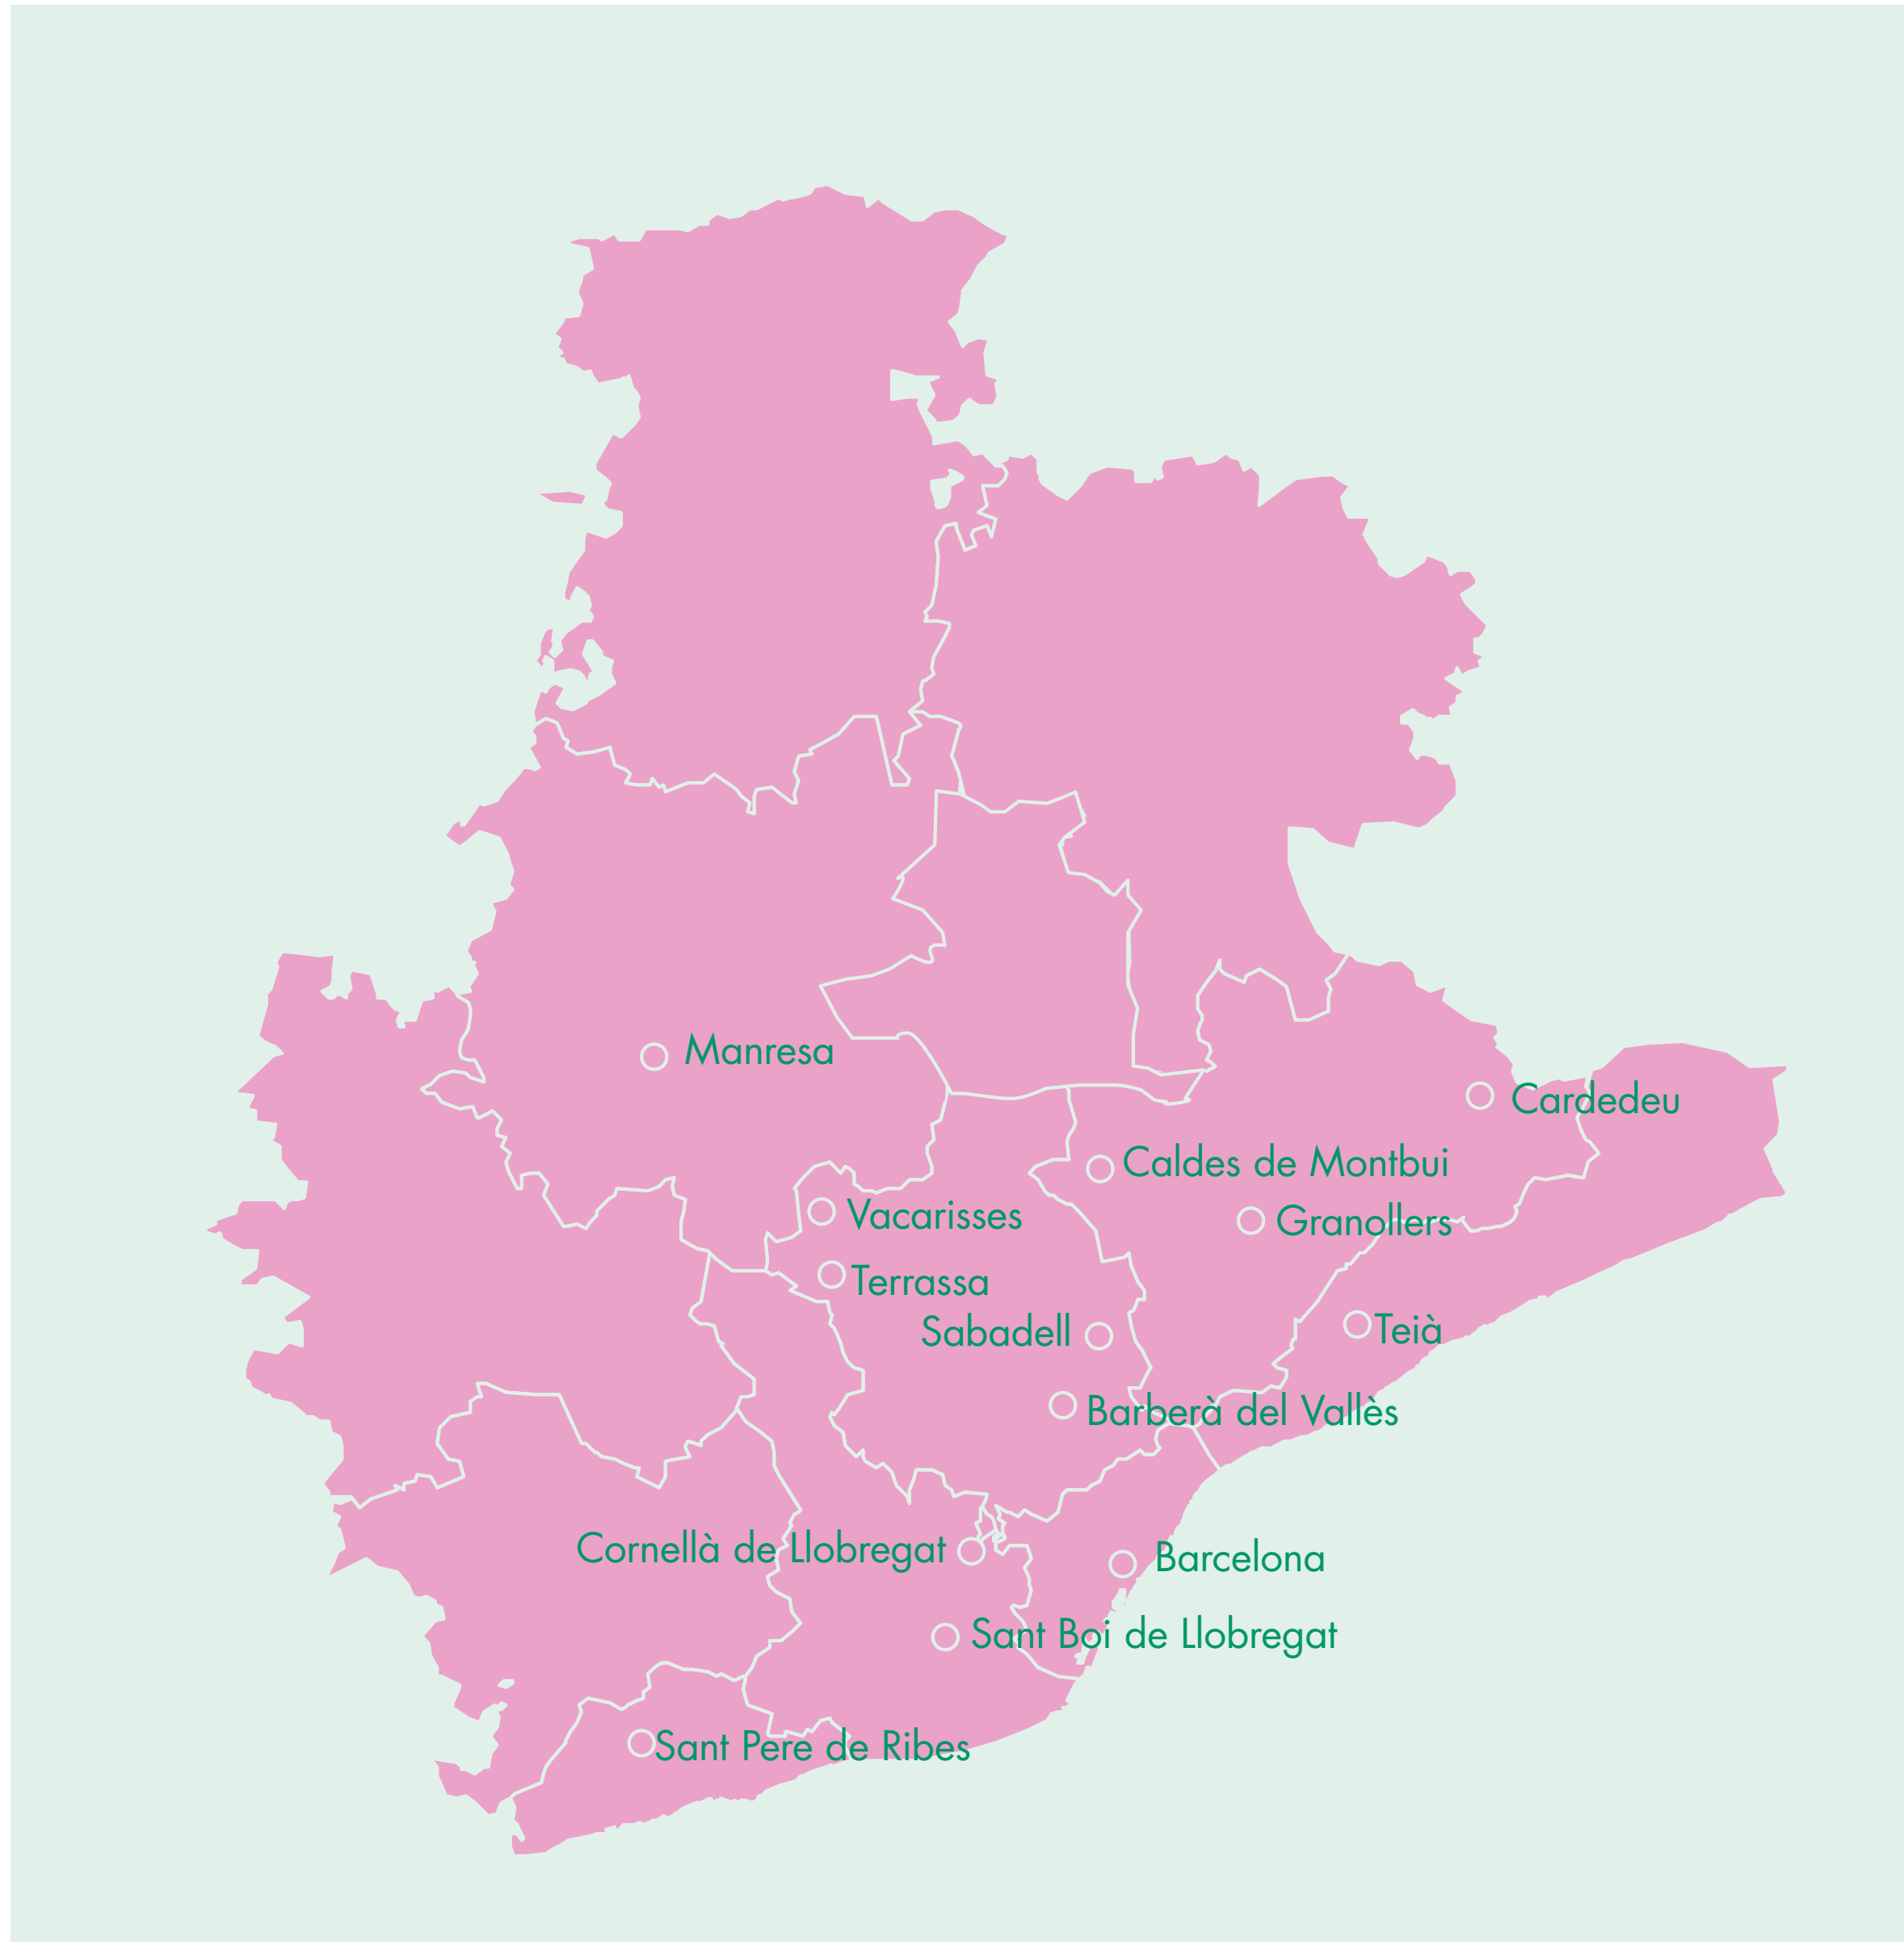 Manresa
Cardedeu
Caldes de Montbui
Vacarisses
Granollers
Terrassa
Sabadell
Teià
Barberà del Vallès
Cornellà de Llobregat
Barcelona
Sant Boi de Llobregat
Sant Pere de Ribes